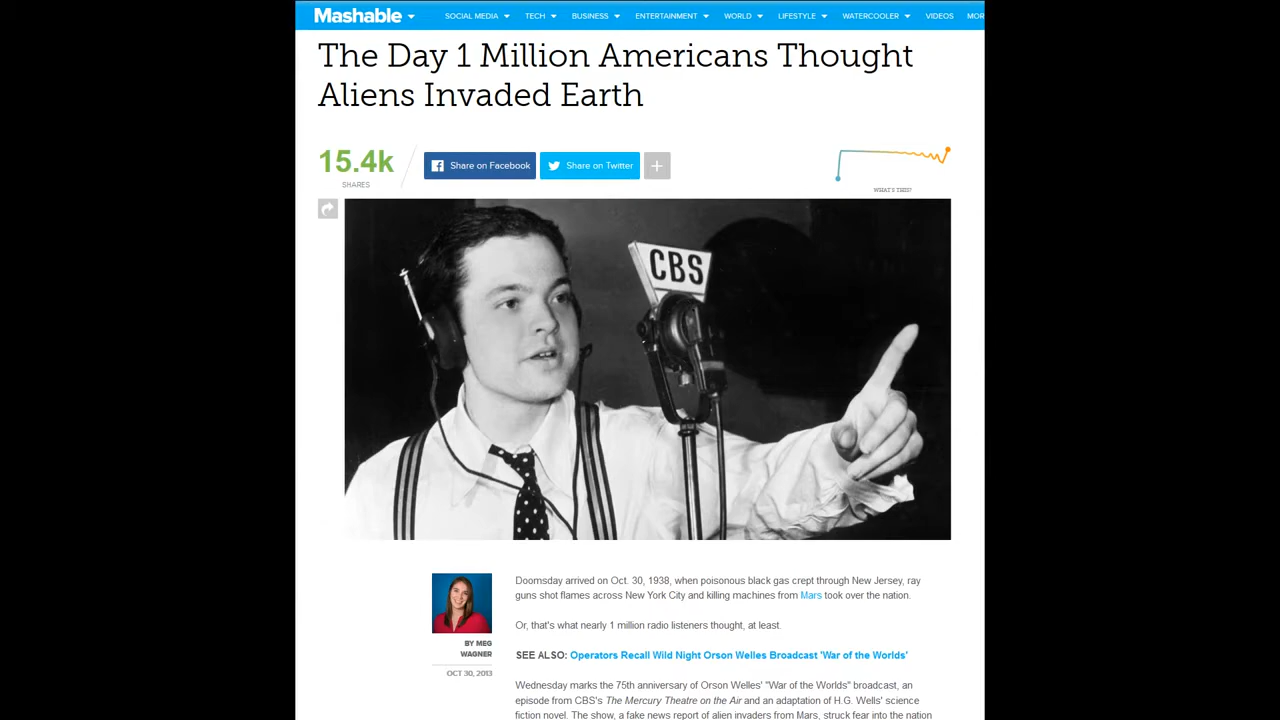 Mashable
SOCIAL MEDIA TECH BUSINESS ENTERTAINMENT WORLD LIFESTYLE WATERCOOLER VIDEOS MOR
The Day 1 Million Americans Thought
Aliens Invaded Earth
15.4k
SHARES
Share on Facebook
Share on Twitter
+
WHAT'S THIS?
CBS
BY MEG
WAGNER
OCT 30, 2013
Doomsday arrived on Oct. 30, 1938, when poisonous black gas crept through New Jersey, ray
guns shot flames across New York City and killing machines from Mars took over the nation.
Or, that's what nearly 1 million radio listeners thought, at least.
SEE ALSO: Operators Recall Wild Night Orson Welles Broadcast 'War of the Worlds'
Wednesday marks the 75th anniversary of Orson Welles' "War of the Worlds" broadcast, an
episode from CBS's The Mercury Theatre on the Air and an adaptation of H.G. Wells' science
fiction novel. The show, a fake news report of alien invaders from Mars, struck fear into the nation